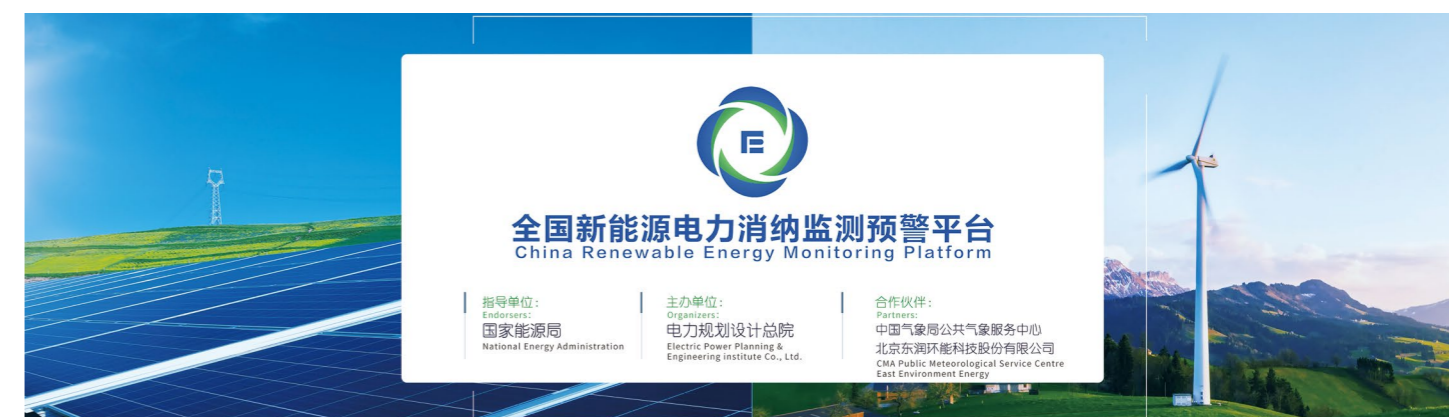 E
全国新能源电力消纳监测预警平台
China Renewable Energy Monitoring Platform
指导单位：
Endorsers:
国家能源局
National Energy Administration
主办单位：
Organizers:
电力规划设计总院
Electric Power Planning &
Engineering institute Co., Ltd.
合作伙伴：
Partners:
中国气象局公共气象服务中心
北京东润环能科技股份有限公司
CMA Public Meteorological Service Centre
East Environment Energy